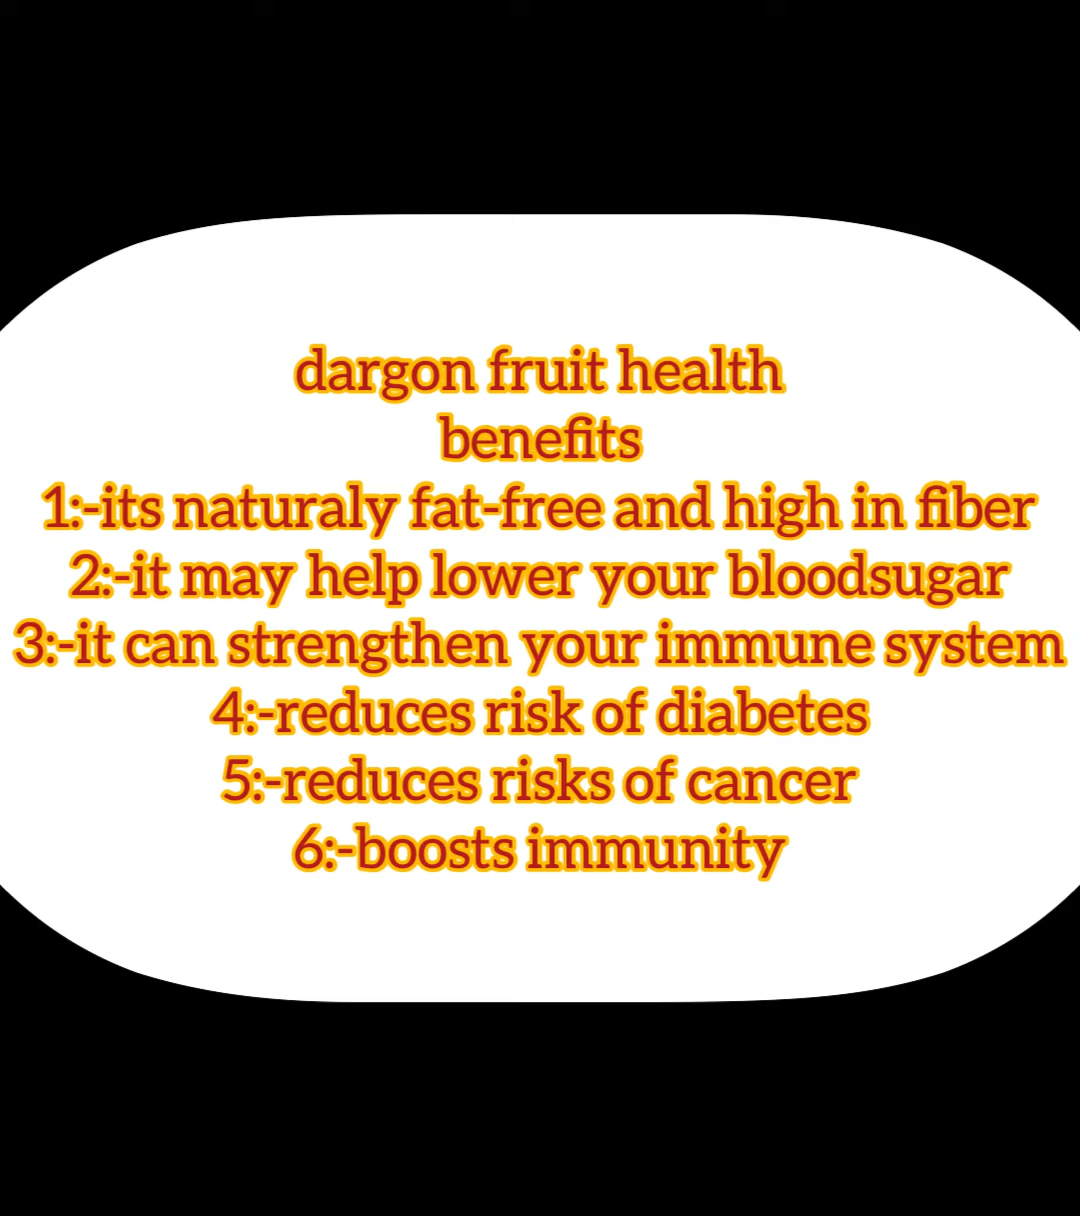 dargon fruit health
benefits
1:-its naturaly fat-free and high in fiber
2:-it may help lower your bloodsugar
3:-it can strengthen your immune system
4:-reduces risk of diabetes
5:-reduces risks of cancer
6:-boosts immunity